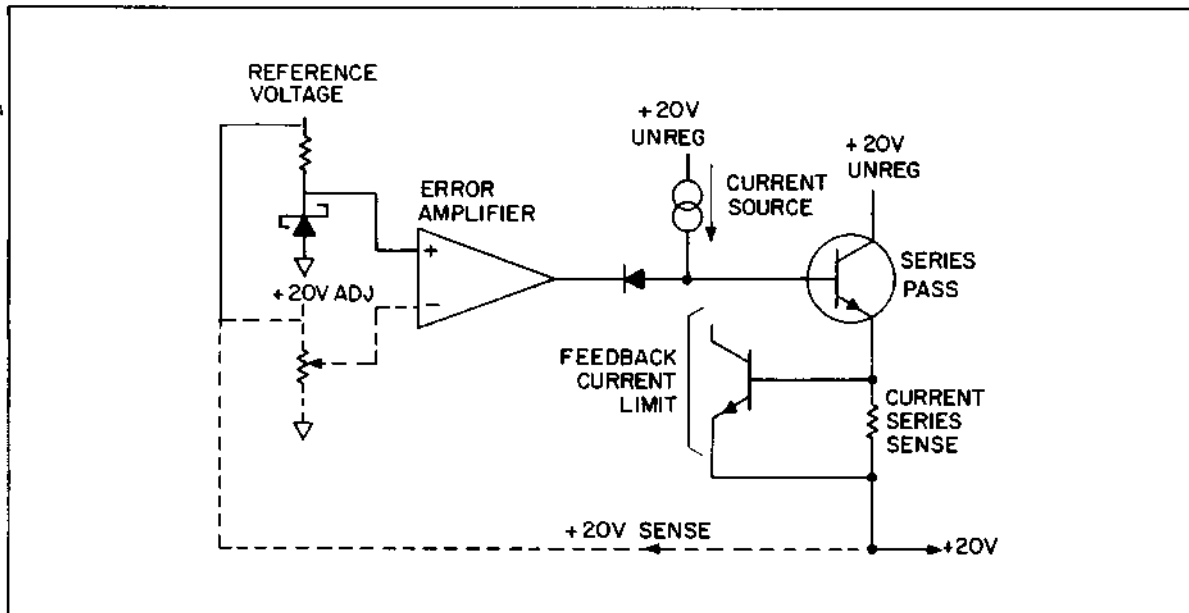 REFERENCE
VOLTAGE
+20V
UNREG
+20V
UNREG
ERROR
AMPLIFIER
CURRENT
SOURCE
+
SERIES
PASS
+20V ADJ
−
FEEDBACK
CURRENT
LIMIT
CURRENT
SERIES
SENSE
+20V SENSE
+20V